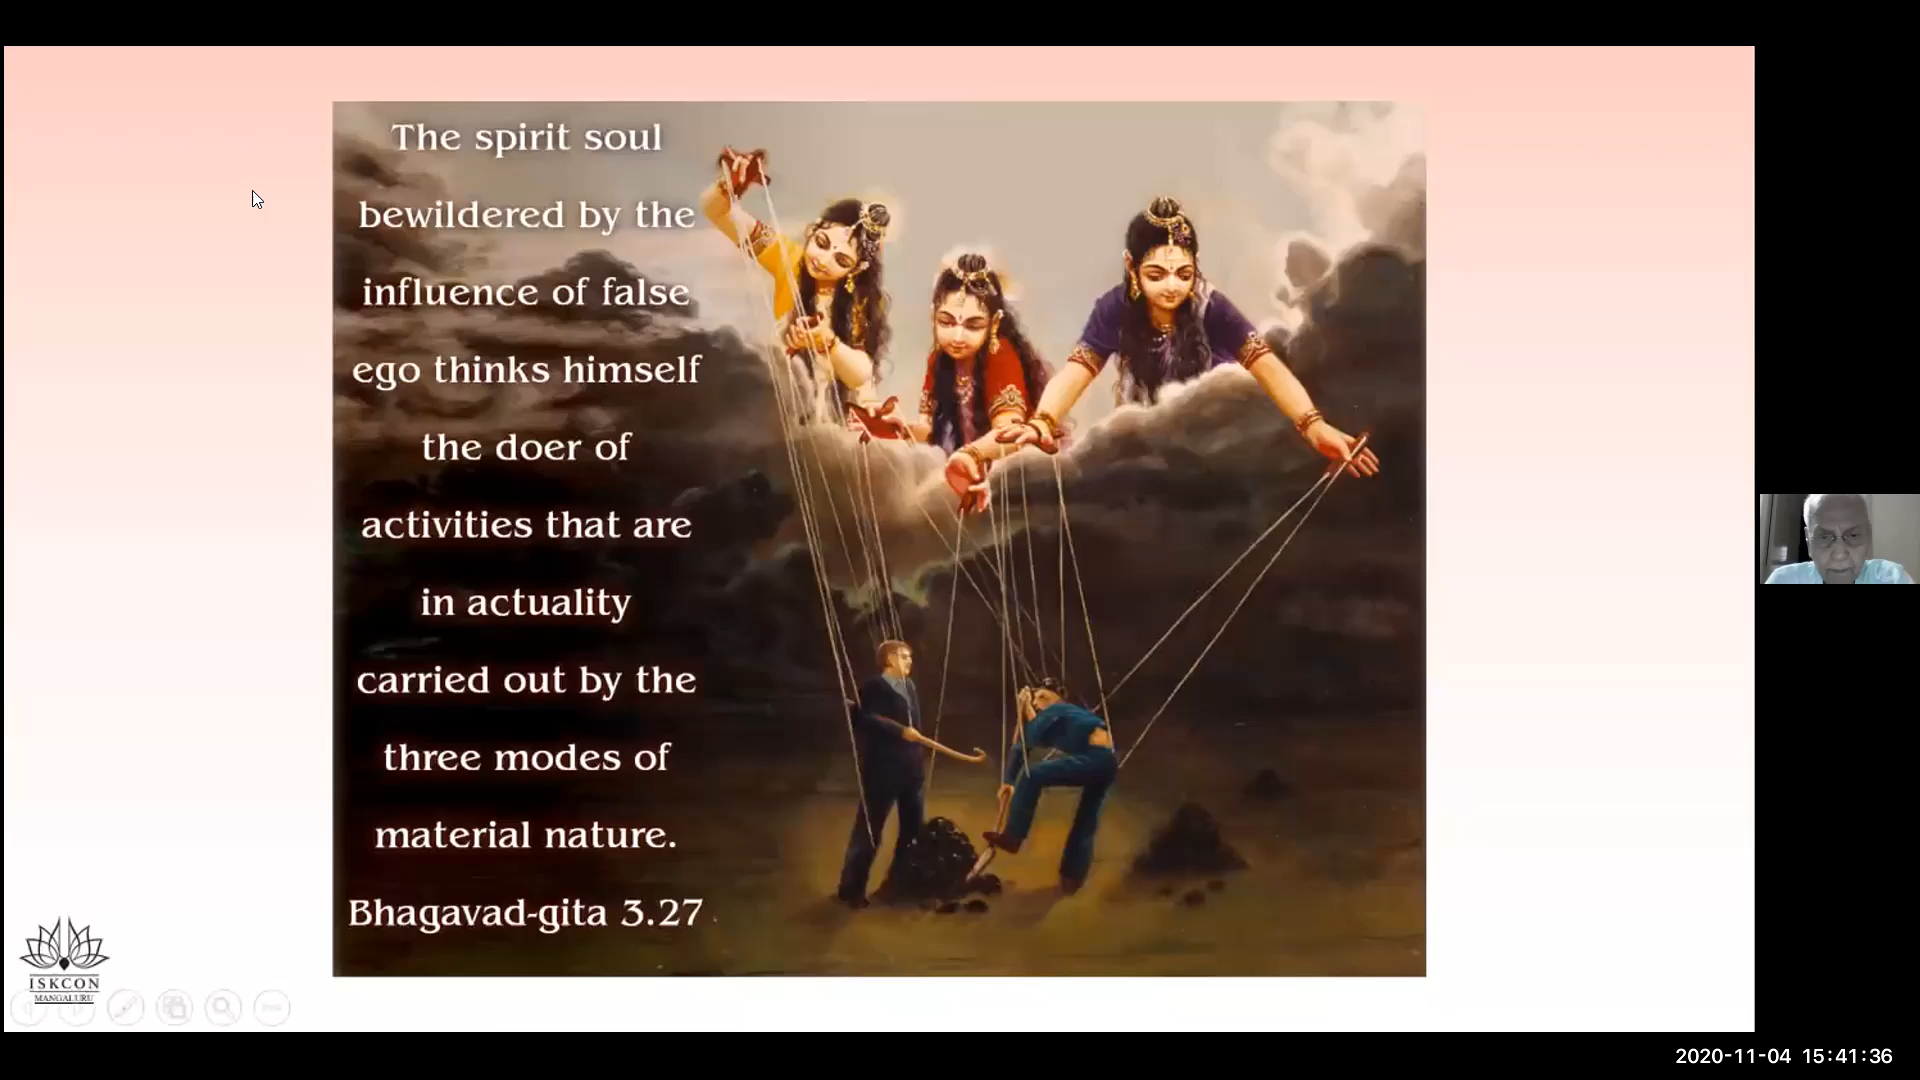 The spirit soul
bewildered by the
influence of false
ego thinks himself
the doer of
activities that are
in actuality
carried out by the
three modes of
material nature.
Bhagavad-gita 3.27
ISKCON
MANGALURU
2020-11-04 15:41:36